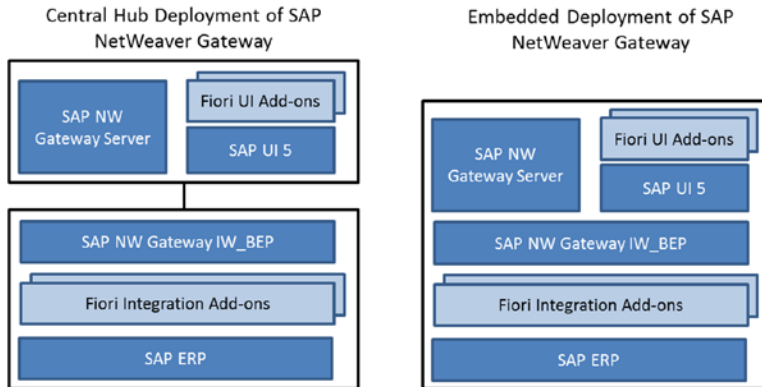 Central Hub Deployment of SAP
NetWeaver Gateway
SAP NW
Gateway Server
Fiori UI Add-ons
SAP UI 5
SAP NW Gateway IW_BEP
Fiori Integration Add-ons
SAP ERP
Embedded Deployment of SAP
NetWeaver Gateway
SAP NW
Gateway Server
Fiori UI Add-ons
SAP UI 5
SAP NW Gateway IW_BEP
Fiori Integration Add-ons
SAP ERP